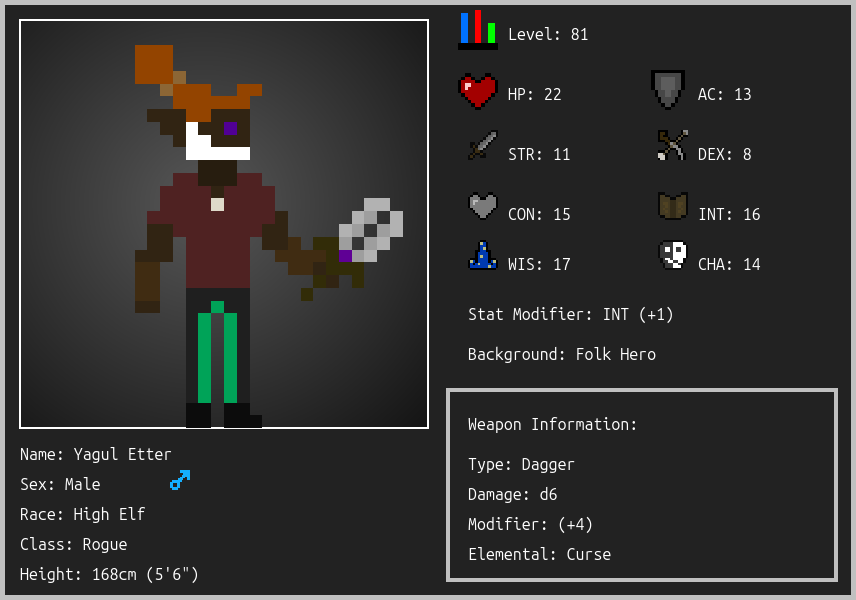 Level: 81
HP: 22
AC: 13
STR: 11
DEX: 8
CON: 15
INT: 16
WIS: 17
CHA: 14
Stat Modifier: INT (+1)
Background: Folk Hero
Weapon Information:
Type: Dagger
Damage: d6
Modifier: (+4)
Elemental: Curse
Name: Yagul Etter
Sex: Male
Race: High Elf
Class: Rogue
Height: 168cm (5'6")